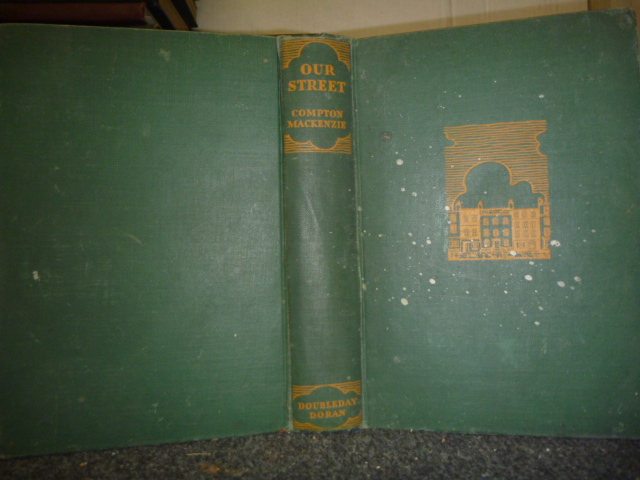 OUR
STREET
COMPTON
MACKENZIE
DOUBLEDAY
DORAN